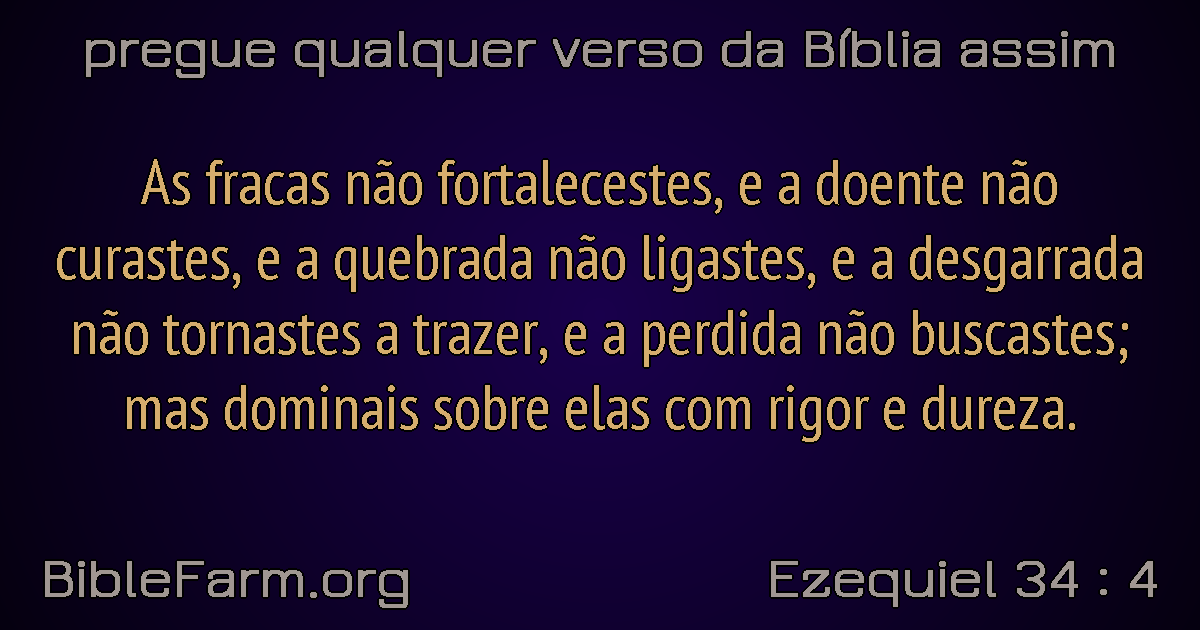 pregue qualquer verso da Bíblia assim
As fracas não fortalecestes, e a doente não
curastes, e a quebrada não ligastes, e a desgarrada
não tornastes a trazer, e a perdida não buscastes;
mas dominais sobre elas com rigor e dureza.
BibleFarm.org
Ezequiel 34 : 4